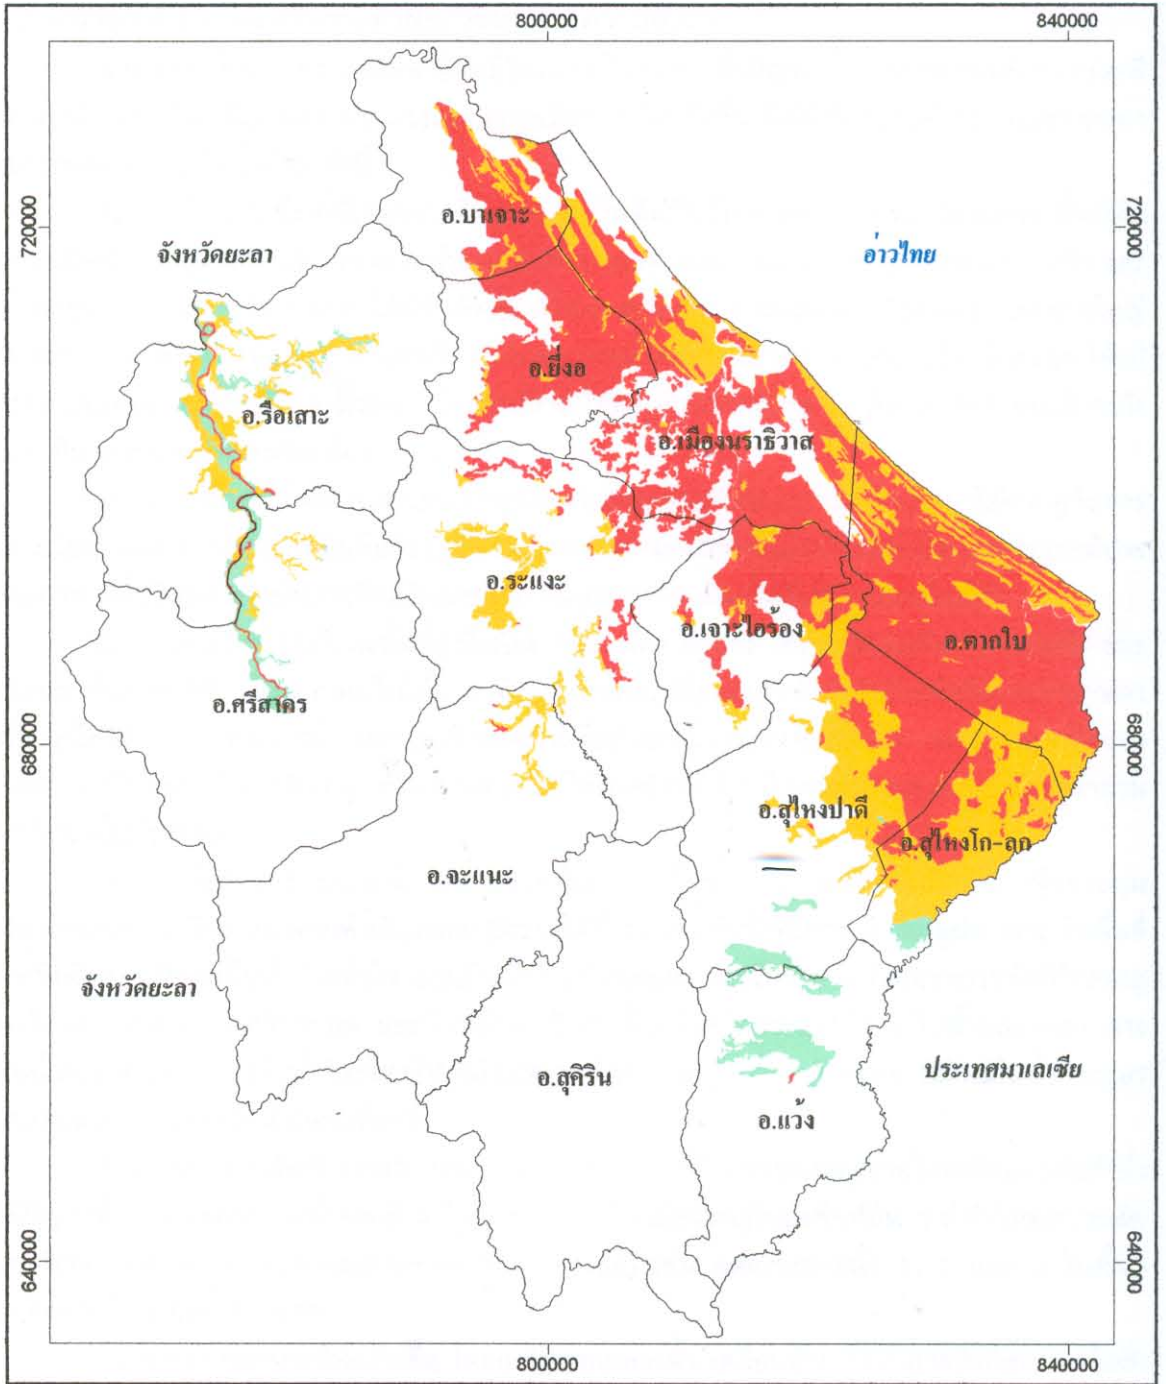 800000
840000
720000
720000
อ.บาเจาะ
จังหวัดยะลา
อ่าวไทย
อ.ยี่งอ
อ.รือเสาะ
อ.เมืองนราธิวาส
อ.ระแงะ
อ.เจาะไอร้อง
อ.ตากใบ
อ.ศรีสาคร
680000
680000
อ.สุไหงปาดี
อ.สุไหงโก-ลก
อ.จะแนะ
จังหวัดยะลา
ประเทศมาเลเซีย
อ.สุคิริน
อ.แว้ง
640000
640000
800000
840000